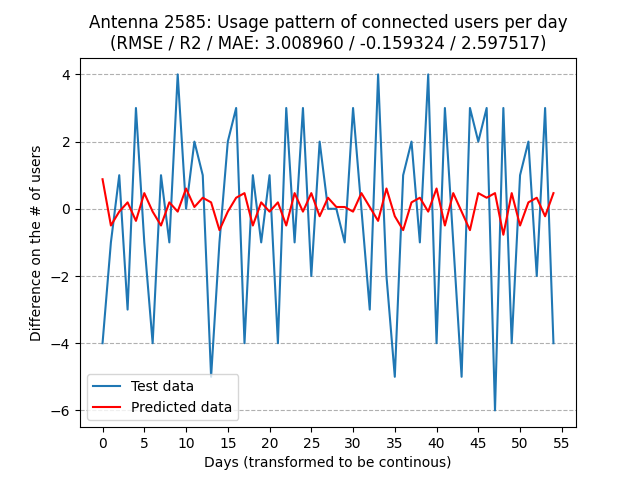 Antenna 2585: Usage pattern of connected users per day
(RMSE / R2 / MAE: 3.008960 / -0.159324 / 2.597517)
Difference on the # of users
4
2
0
−2
−4
−6
Test data
Predicted data
0 5 10 15 20 25 30 35 40 45 50 55
Days (transformed to be continous)